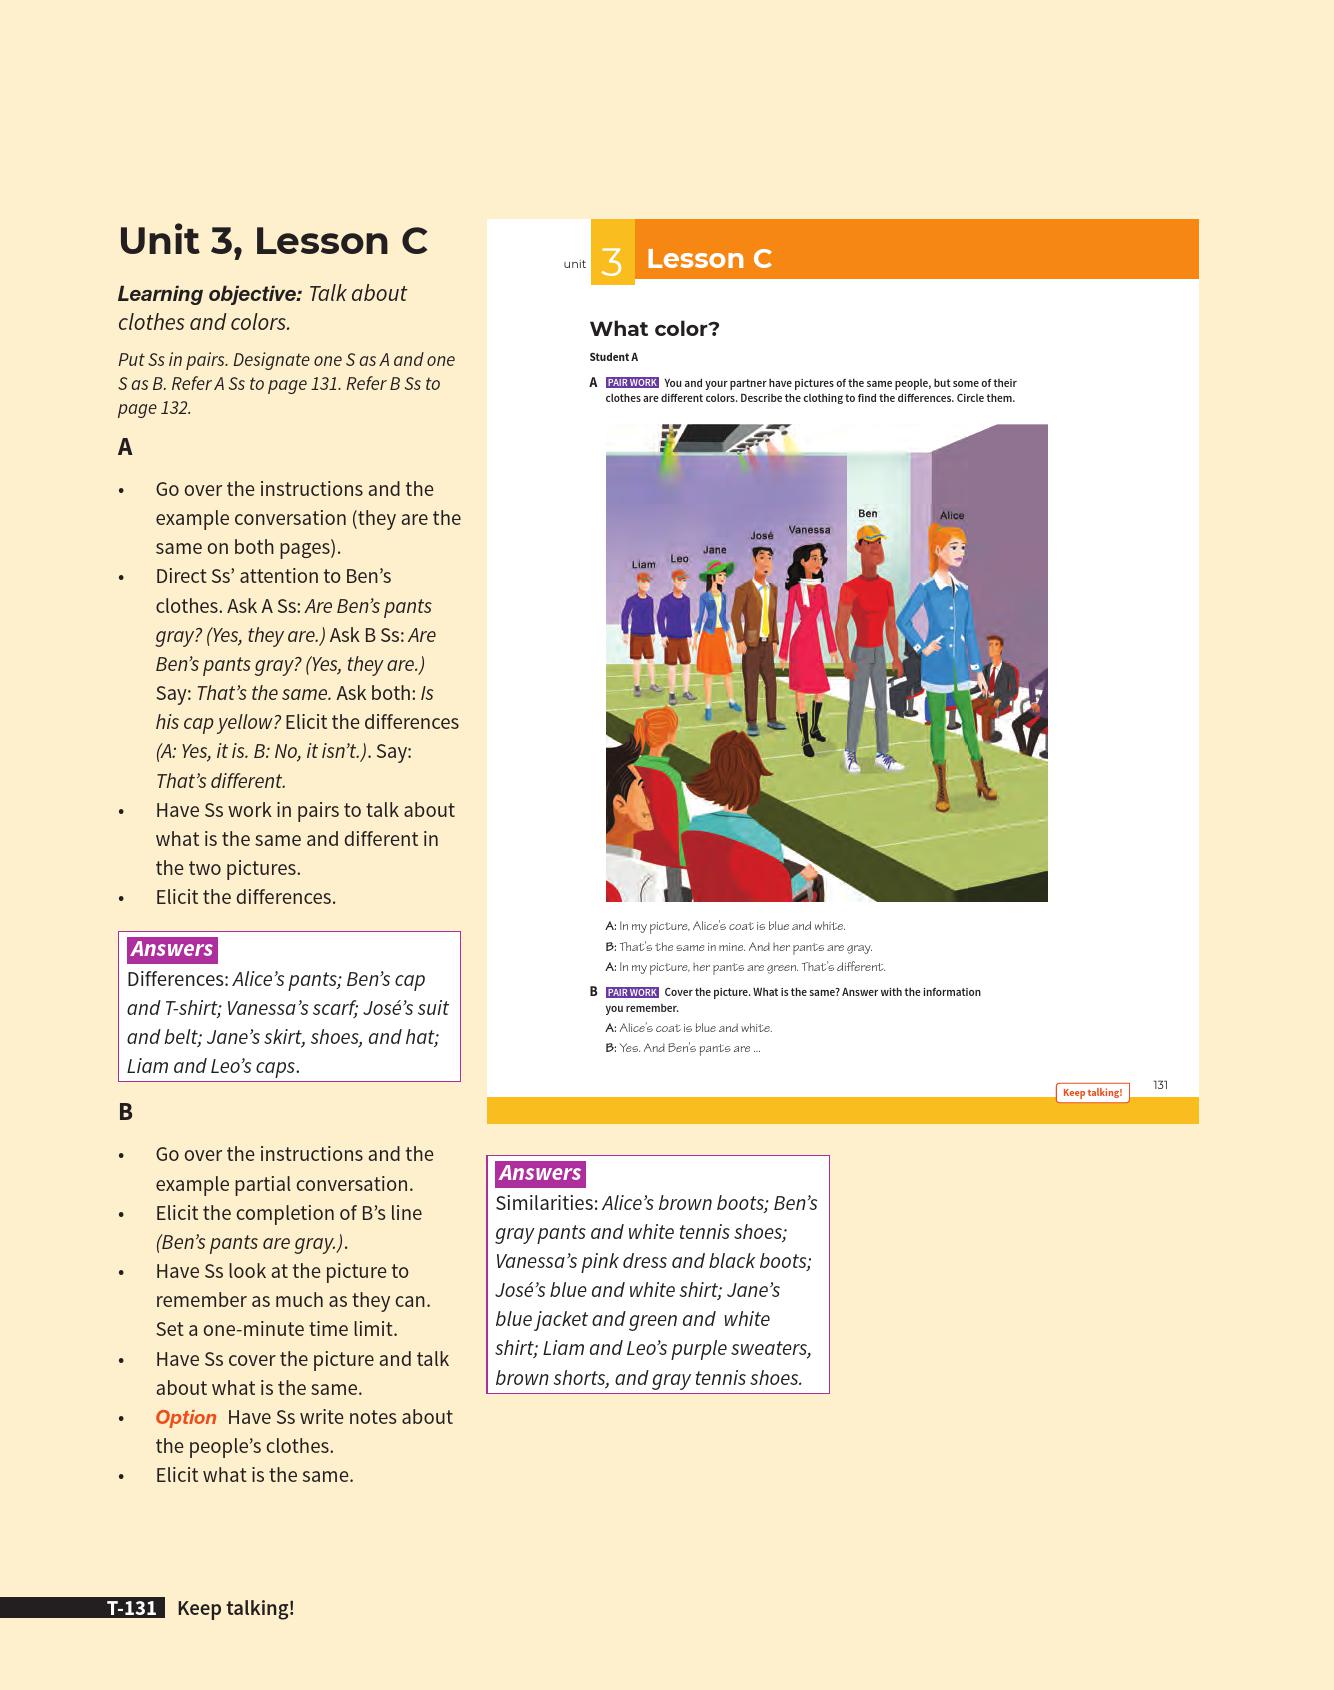 Unit 3, Lesson C
Learning objective: Talk about
clothes and colors.
Put Ss in pairs. Designate one S as A and one
S as B. Refer A Ss to page 131. Refer B Ss to
page 132.
A
• Go over the instructions and the
example conversation (they are the
same on both pages).
• Direct Ss’ attention to Ben’s
clothes. Ask A Ss: Are Ben’s pants
gray? (Yes, they are.) Ask B Ss: Are
Ben’s pants gray? (Yes, they are.)
Say: That’s the same. Ask both: Is
his cap yellow? Elicit the differences
(A: Yes, it is. B: No, it isn’t.). Say:
That’s different.
• Have Ss work in pairs to talk about
what is the same and different in
the two pictures.
• Elicit the differences.
Answers
Differences: Alice’s pants; Ben’s cap
and T-shirt; Vanessa’s scarf; José’s suit
and belt; Jane’s skirt, shoes, and hat;
Liam and Leo’s caps.
B
• Go over the instructions and the
example partial conversation.
• Elicit the completion of B’s line
(Ben’s pants are gray.).
• Have Ss look at the picture to
remember as much as they can.
Set a one-minute time limit.
• Have Ss cover the picture and talk
about what is the same.
• Option Have Ss write notes about
the people’s clothes.
• Elicit what is the same.
unit 3 Lesson C
What color?
Student A
A PAIR WORK You and your partner have pictures of the same people, but some of their
clothes are different colors. Describe the clothing to find the differences. Circle them.
Liam
Leo
Jane
José
Vanessa
Ben
Alice
A: In my picture, Alice’s coat is blue and white.
B: That’s the same in mine. And her pants are gray.
A: In my picture, her pants are green. That’s different.
B PAIR WORK Cover the picture. What is the same? Answer with the information
you remember.
A: Alice’s coat is blue and white.
B: Yes. And Ben’s pants are ...
Keep talking!
131
Answers
Similarities: Alice’s brown boots; Ben’s
gray pants and white tennis shoes;
Vanessa’s pink dress and black boots;
José’s blue and white shirt; Jane’s
blue jacket and green and white
shirt; Liam and Leo’s purple sweaters,
brown shorts, and gray tennis shoes.
T-131 Keep talking!